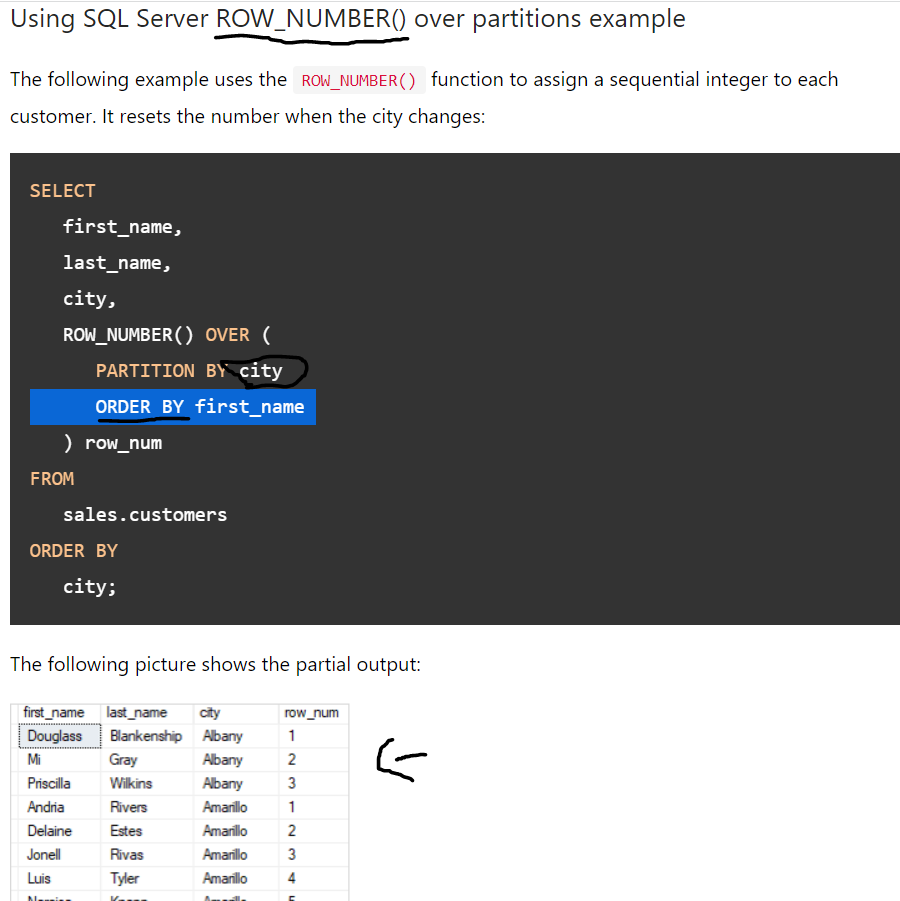 Using SQL Server ROW_NUMBER() over partitions example
The following example uses the ROW_NUMBER() function to assign a sequential integer to each
customer. It resets the number when the city changes:
SELECT
first_name,
last_name,
city,
ROW_NUMBER() OVER (
PARTITION BY city
ORDER BY first_name
) row_num
FROM
sales.customers
ORDER BY
city;
The following picture shows the partial output:
first_name last_name city row_num
Douglass Blankenship Albany 1
Mi Gray Albany 2
Priscilla Wilkins Albany 3
Andria Rivers Amarillo 1
Delaine Estes Amarillo 2
Jonell Rivas Amarillo 3
Luis Tyler Amarillo 4